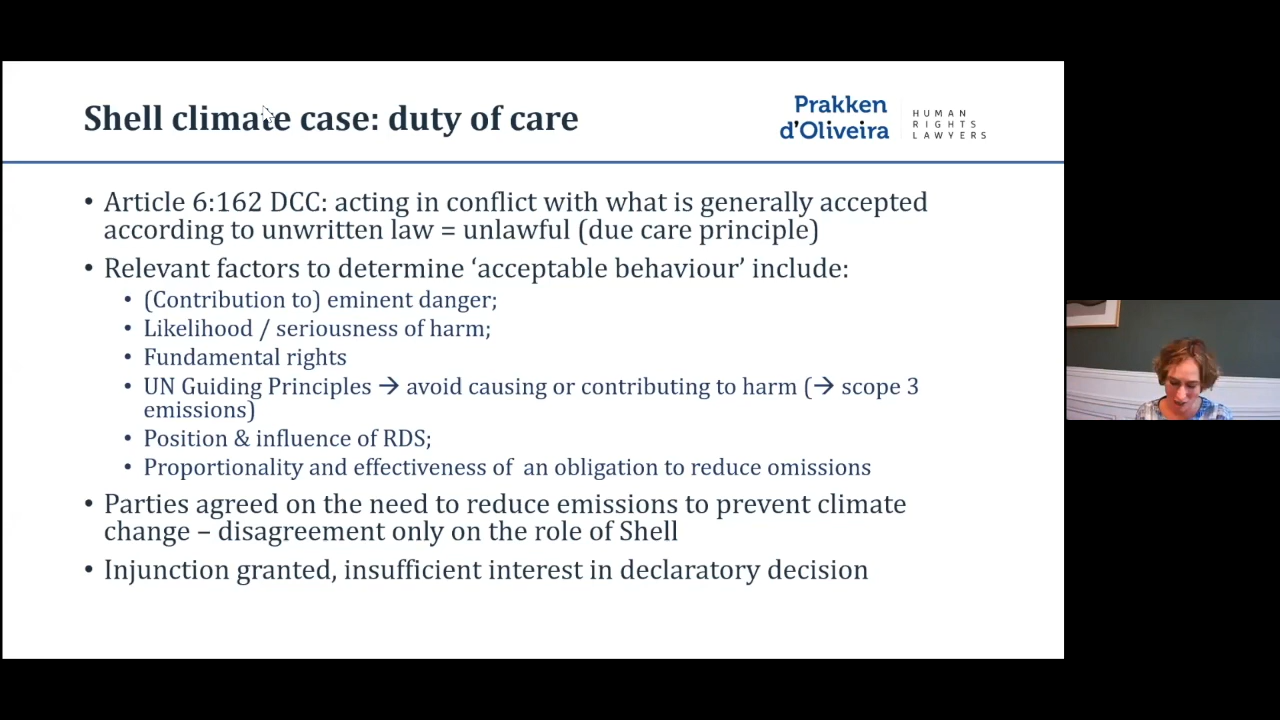 Shell climate case: duty of care
Prakken
d'Oliveira
HUMAN
RIGHTS
LAWYERS
• Article 6:162 DCC: acting in conflict with what is generally accepted
according to unwritten law = unlawful (due care principle)
• Relevant factors to determine ‘acceptable behaviour’ include:
• (Contribution to) eminent danger;
• Likelihood / seriousness of harm;
• Fundamental rights
• UN Guiding Principles → avoid causing or contributing to harm (→ scope 3
emissions)
• Position & influence of RDS;
• Proportionality and effectiveness of an obligation to reduce omissions
• Parties agreed on the need to reduce emissions to prevent climate
change – disagreement only on the role of Shell
• Injunction granted, insufficient interest in declaratory decision